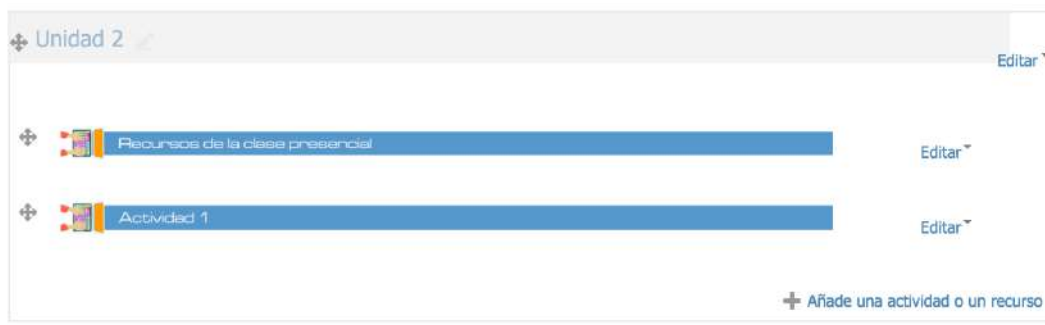 Unidad 2
Editar
Recursos de la clase presencial
Editar
Actividad 1
Editar
Añade una actividad o un recurso